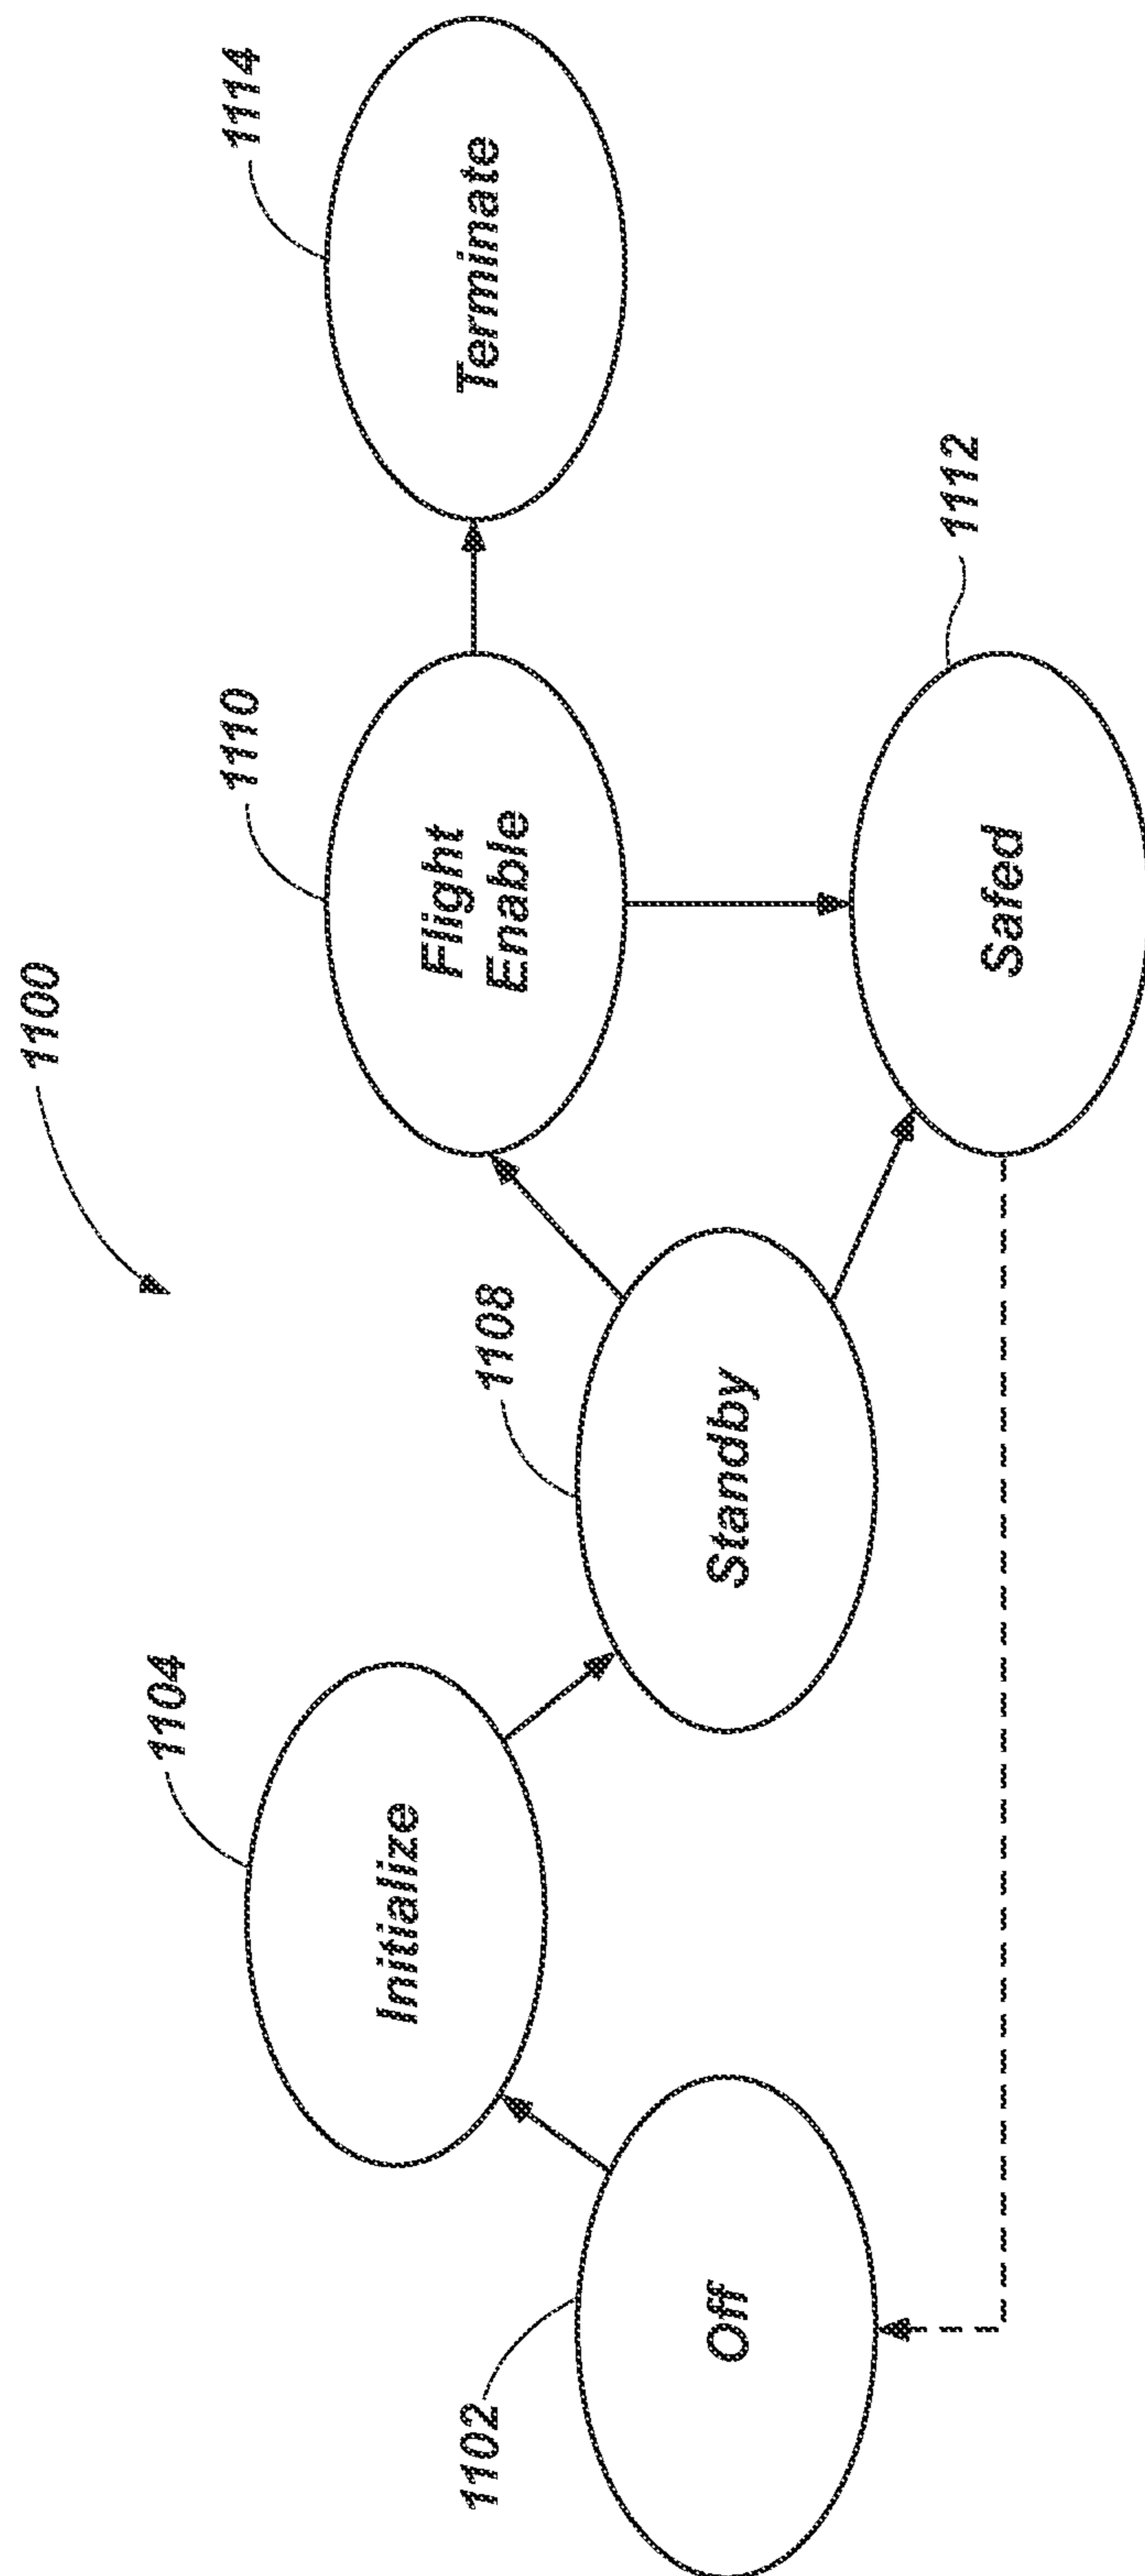 1100
1102
Off
1104
Initialize
1108
Standby
1110
Flight
Enable
1112
Safed
1114
Terminate